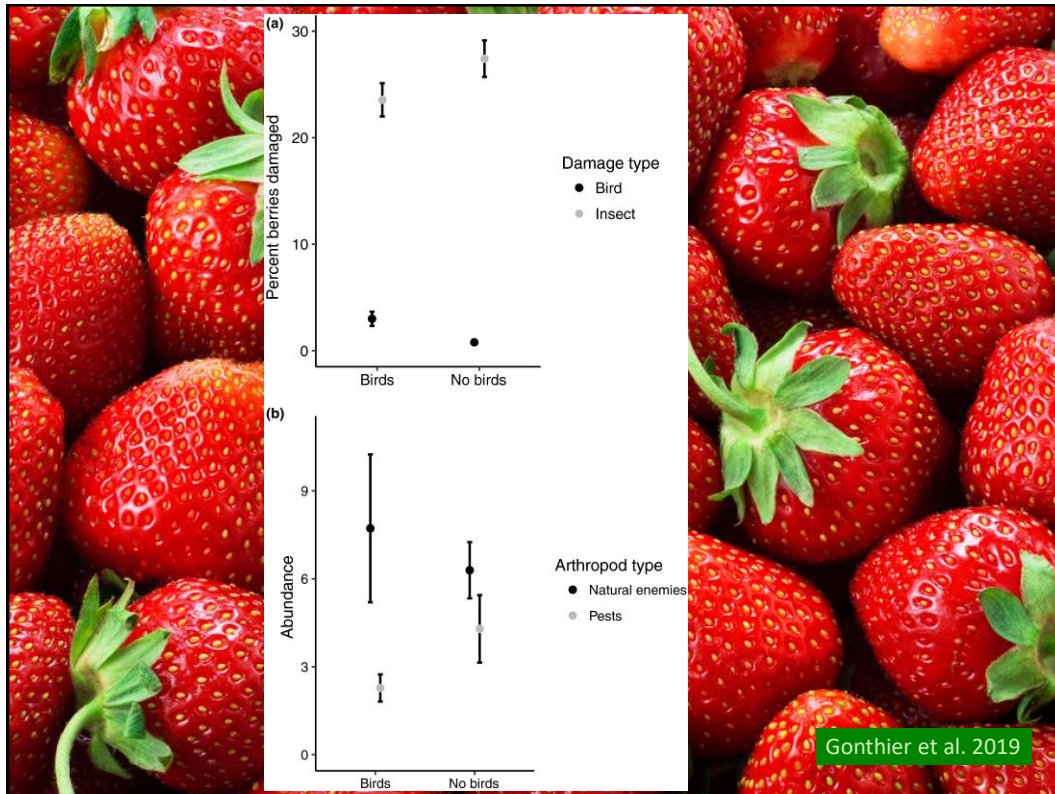 (a)
30
20
10
0
Percent berries damaged
Birds
No birds
Damage type
Bird
Insect
(b)
9
6
3
0
Abundance
Birds
No birds
Arthropod type
Natural enemies
Pests
Gonthier et al. 2019